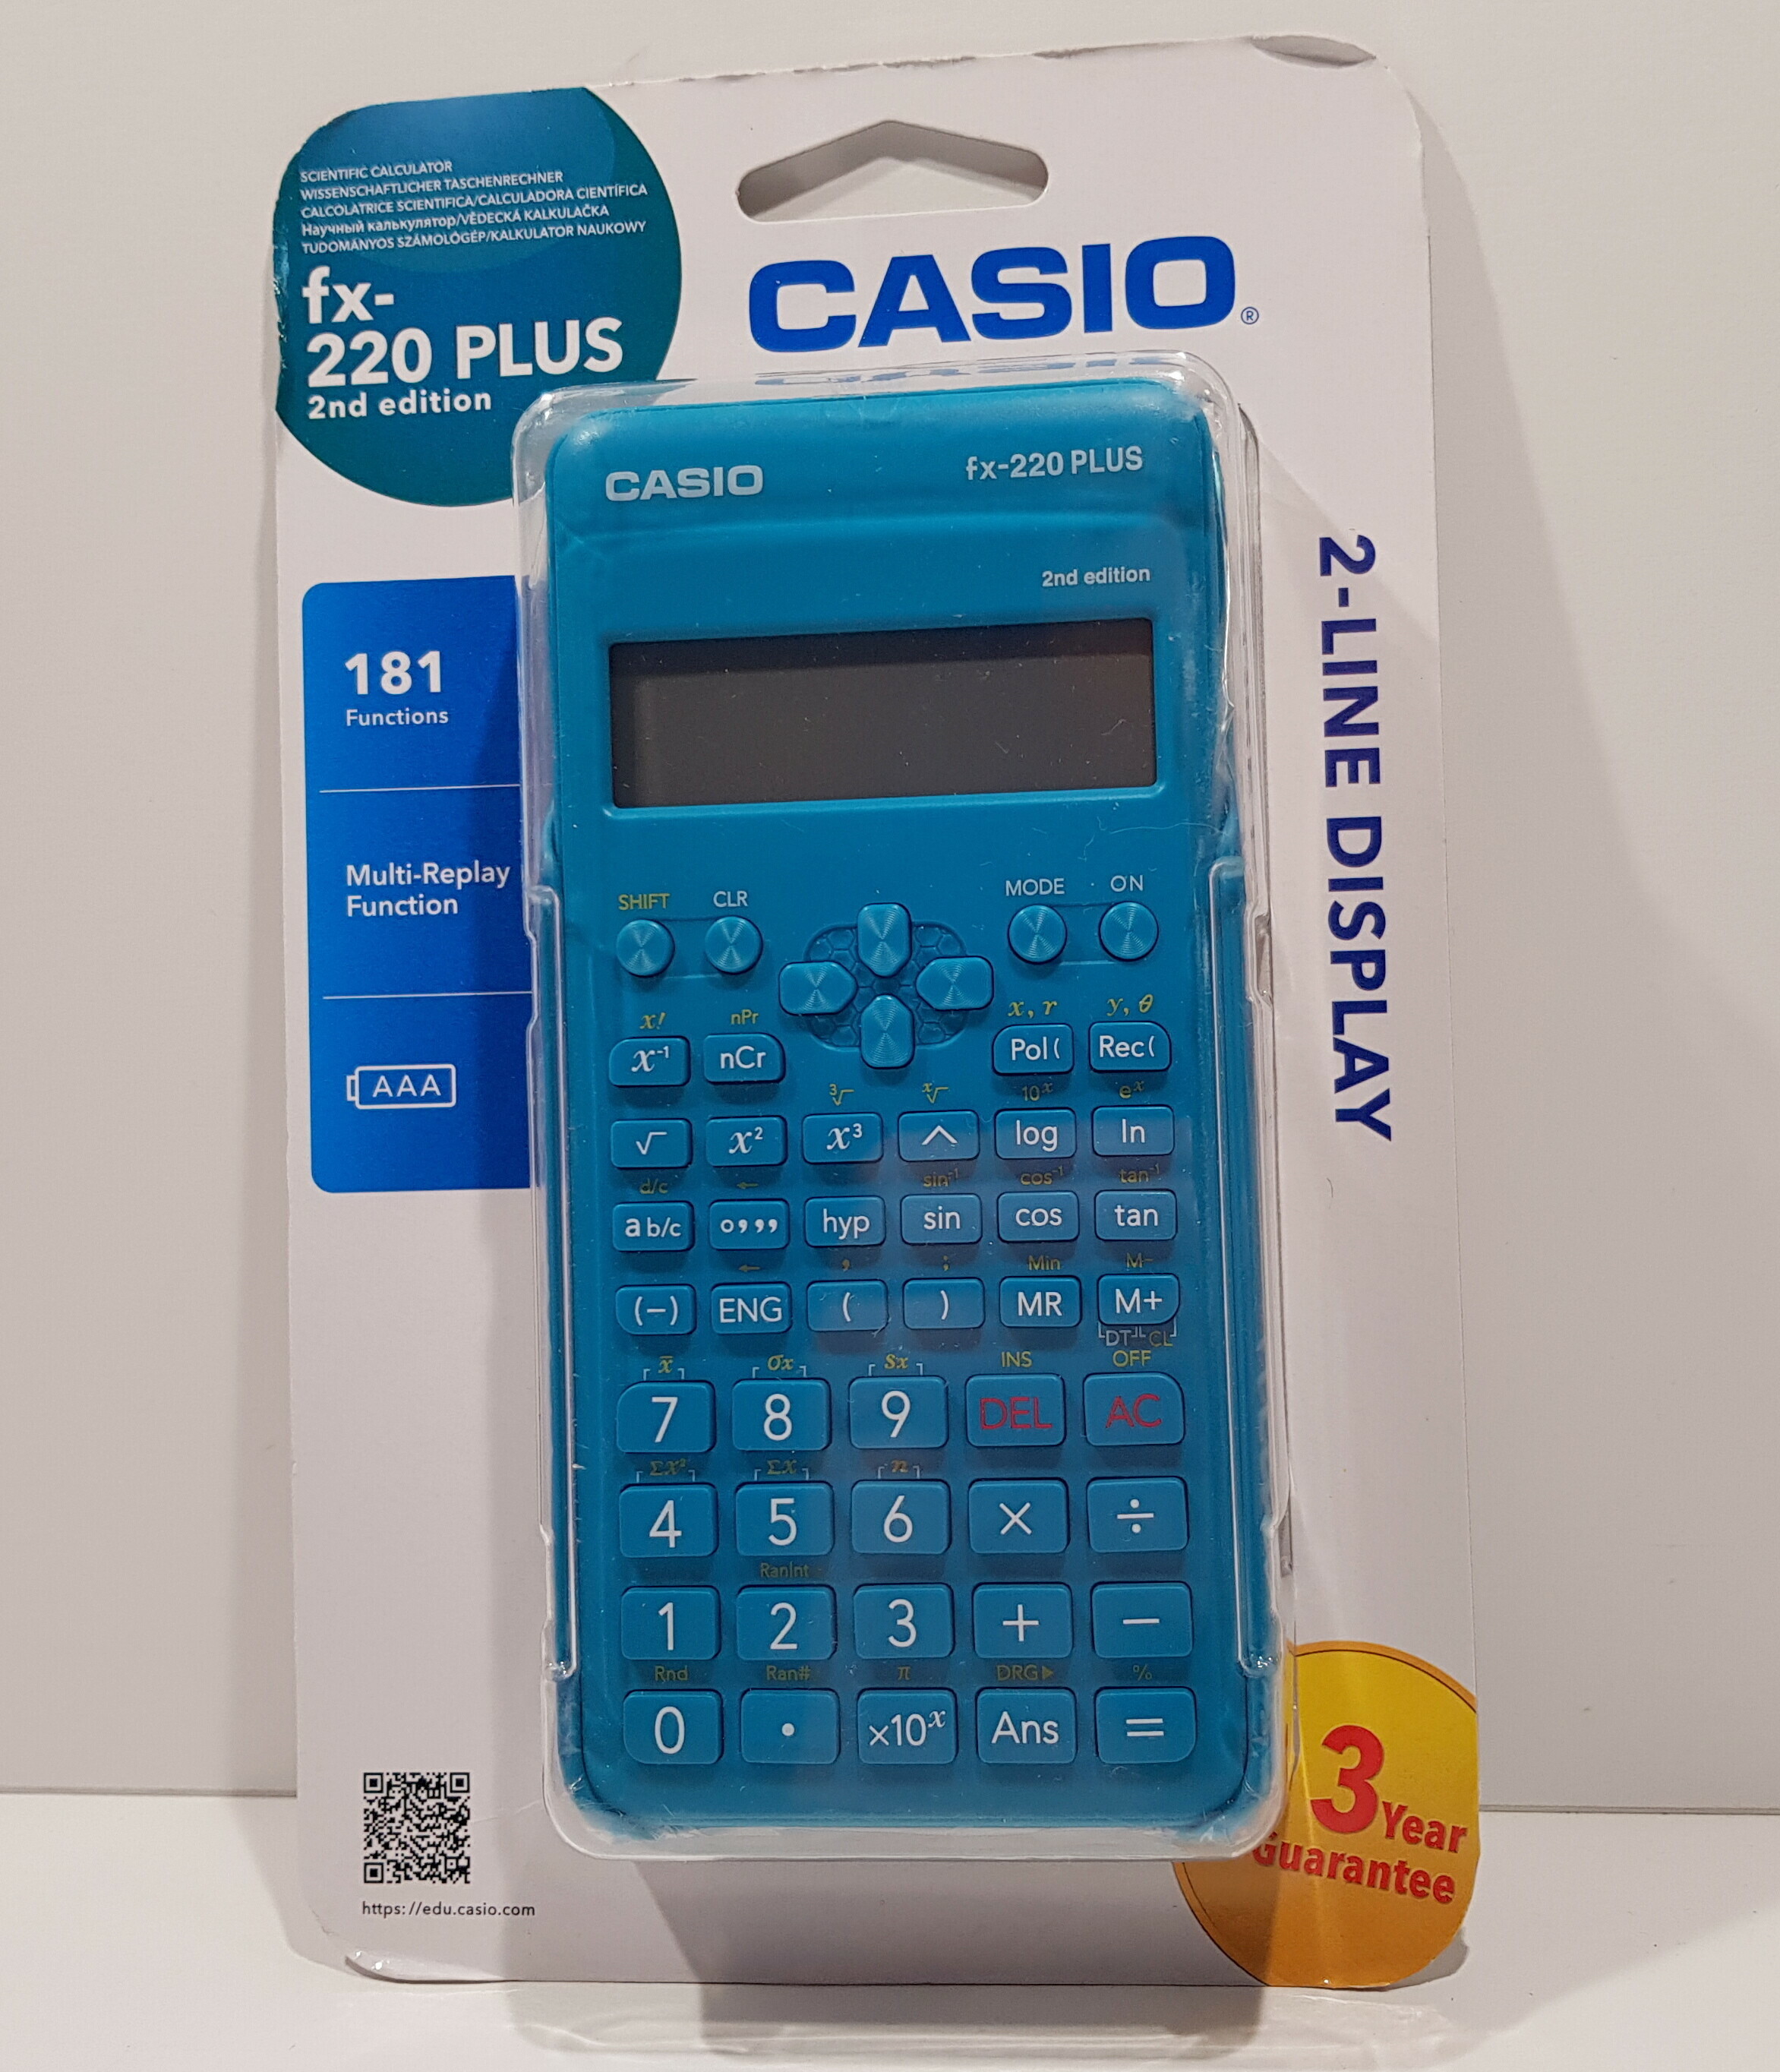 SCIENTIFIC CALCULATOR
WISSENSCHAFTLICHER TASCHENRECHNER
CALCOLATRICE SCIENTIFICA/CALCULADORA CIENTÍFICA
Научный калькулятор/VĚDECKÁ KALKULAČKA
TUDOMÁNYOS SZÁMOLÓGÉP/KALKULATOR NAUKOWY
fx-
220 PLUS
2nd edition
CASIO®
CASIO fx-220 PLUS
2nd edition
181
Functions
Multi-Replay
Function
AAA
2-LINE DISPLAY
SHIFT CLR MODE ON
x! nPr x, r y, θ
x⁻¹ nCr Pol( Rec(
³√ ˣ√ 10ˣ eˣ
√ x² x³ ^ log ln
d/c ← sin⁻¹ cos⁻¹ tan⁻¹
a b/c o,,, hyp sin cos tan
← , ; Min M−
(−) ENG ( ) MR M+
DT CL
x̄ σx sx INS OFF
7 8 9 DEL AC
Σx² Σx n
4 5 6 × ÷
RanInt
1 2 3 + −
Rnd Ran# π DRG▶ %
0 • ×10ˣ Ans =
3 Year
Guarantee
https://edu.casio.com